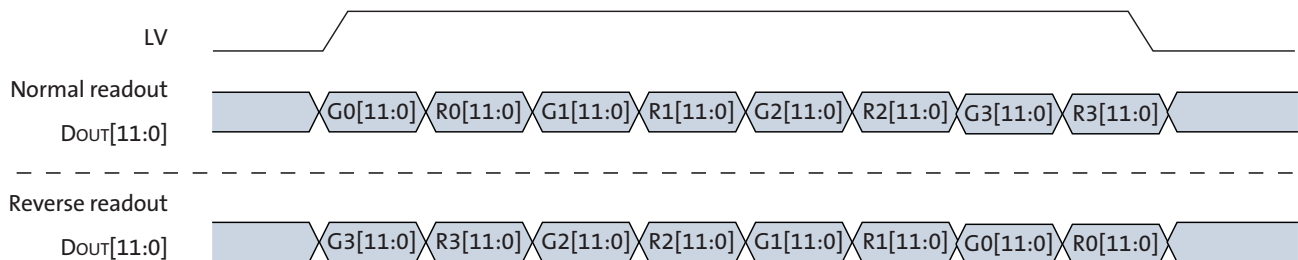 LV
Normal readout
DOUT[11:0]
G0[11:0] R0[11:0] G1[11:0] R1[11:0] G2[11:0] R2[11:0] G3[11:0] R3[11:0]
Reverse readout
DOUT[11:0]
G3[11:0] R3[11:0] G2[11:0] R2[11:0] G1[11:0] R1[11:0] G0[11:0] R0[11:0]